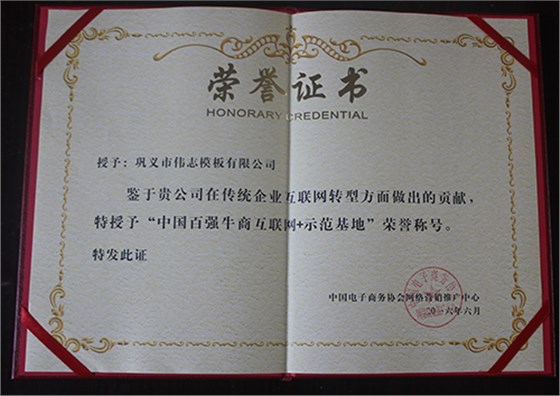 荣誉证书
HONORARY CREDENTIAL
授予：巩义市伟志模板有限公司
鉴于贵公司在传统企业互联网转型方面做出的贡献，
特授予“中国百强牛商互联网+示范基地”荣誉称号。
特发此证
中国电子商务协会网络营销推广中心
二〇一六年六月